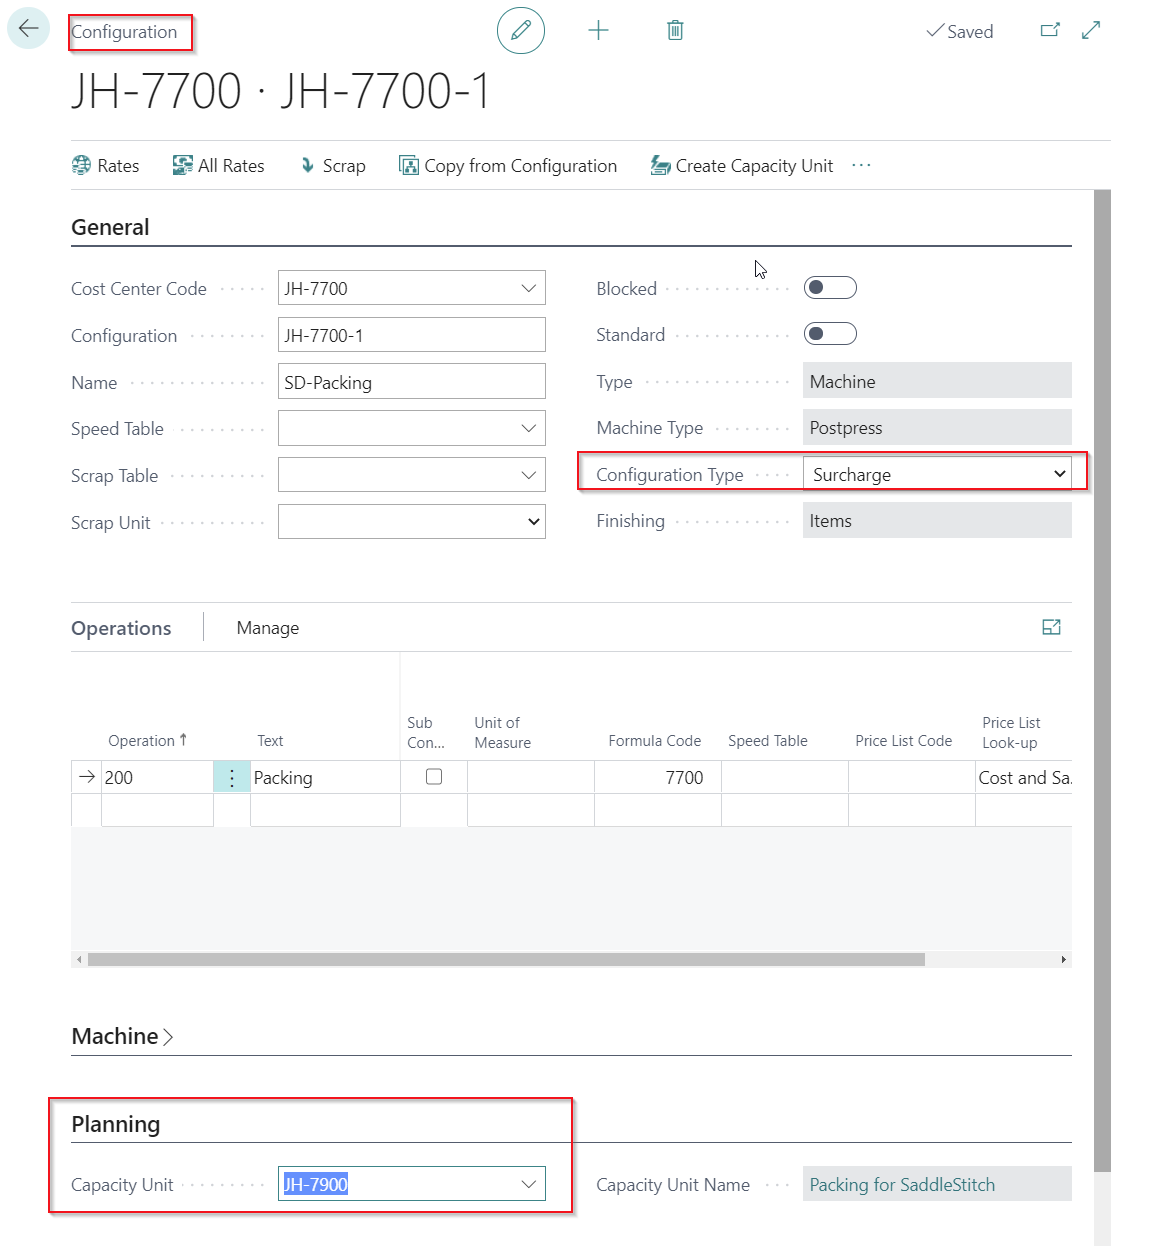 Configuration
Saved
JH-7700 · JH-7700-1
Rates All Rates Scrap Copy from Configuration Create Capacity Unit ···
General
Cost Center Code JH-7700 Blocked
Configuration JH-7700-1 Standard
Name SD-Packing Type Machine
Speed Table Machine Type Postpress
Scrap Table Configuration Type Surcharge
Scrap Unit Finishing Items
Operations Manage
Operation ↑ Text Sub Con... Unit of Measure Formula Code Speed Table Price List Code Price List Look-up
200 Packing 7700 Cost and Sa.
Machine
Planning
Capacity Unit JH-7900 Capacity Unit Name Packing for SaddleStitch